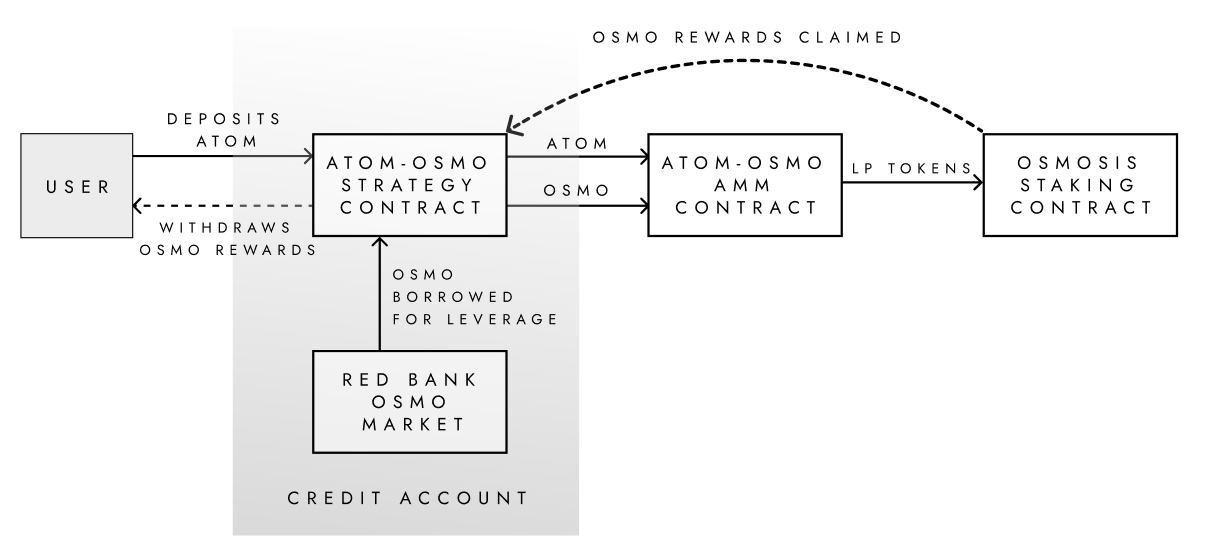 OSMO REWARDS CLAIMED
DEPOSITS
ATOM
USER
WITHDRAWS
OSMO REWARDS
ATOM-OSMO
STRATEGY
CONTRACT
ATOM
OSMO
ATOM-OSMO
AMM
CONTRACT
LP TOKENS
OSMOSIS
STAKING
CONTRACT
OSMO
BORROWED
FOR LEVERAGE
RED BANK
OSMO
MARKET
CREDIT ACCOUNT